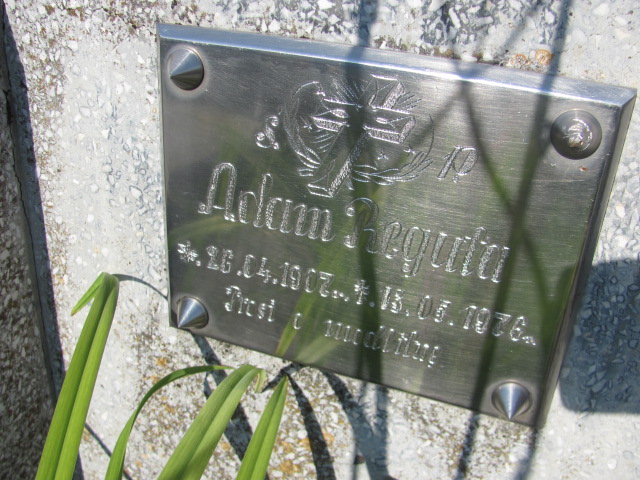 Ś P
Adam Reguła
*. 26.04.1907.. †. 15.05.1976..
Prosi o modlitwę